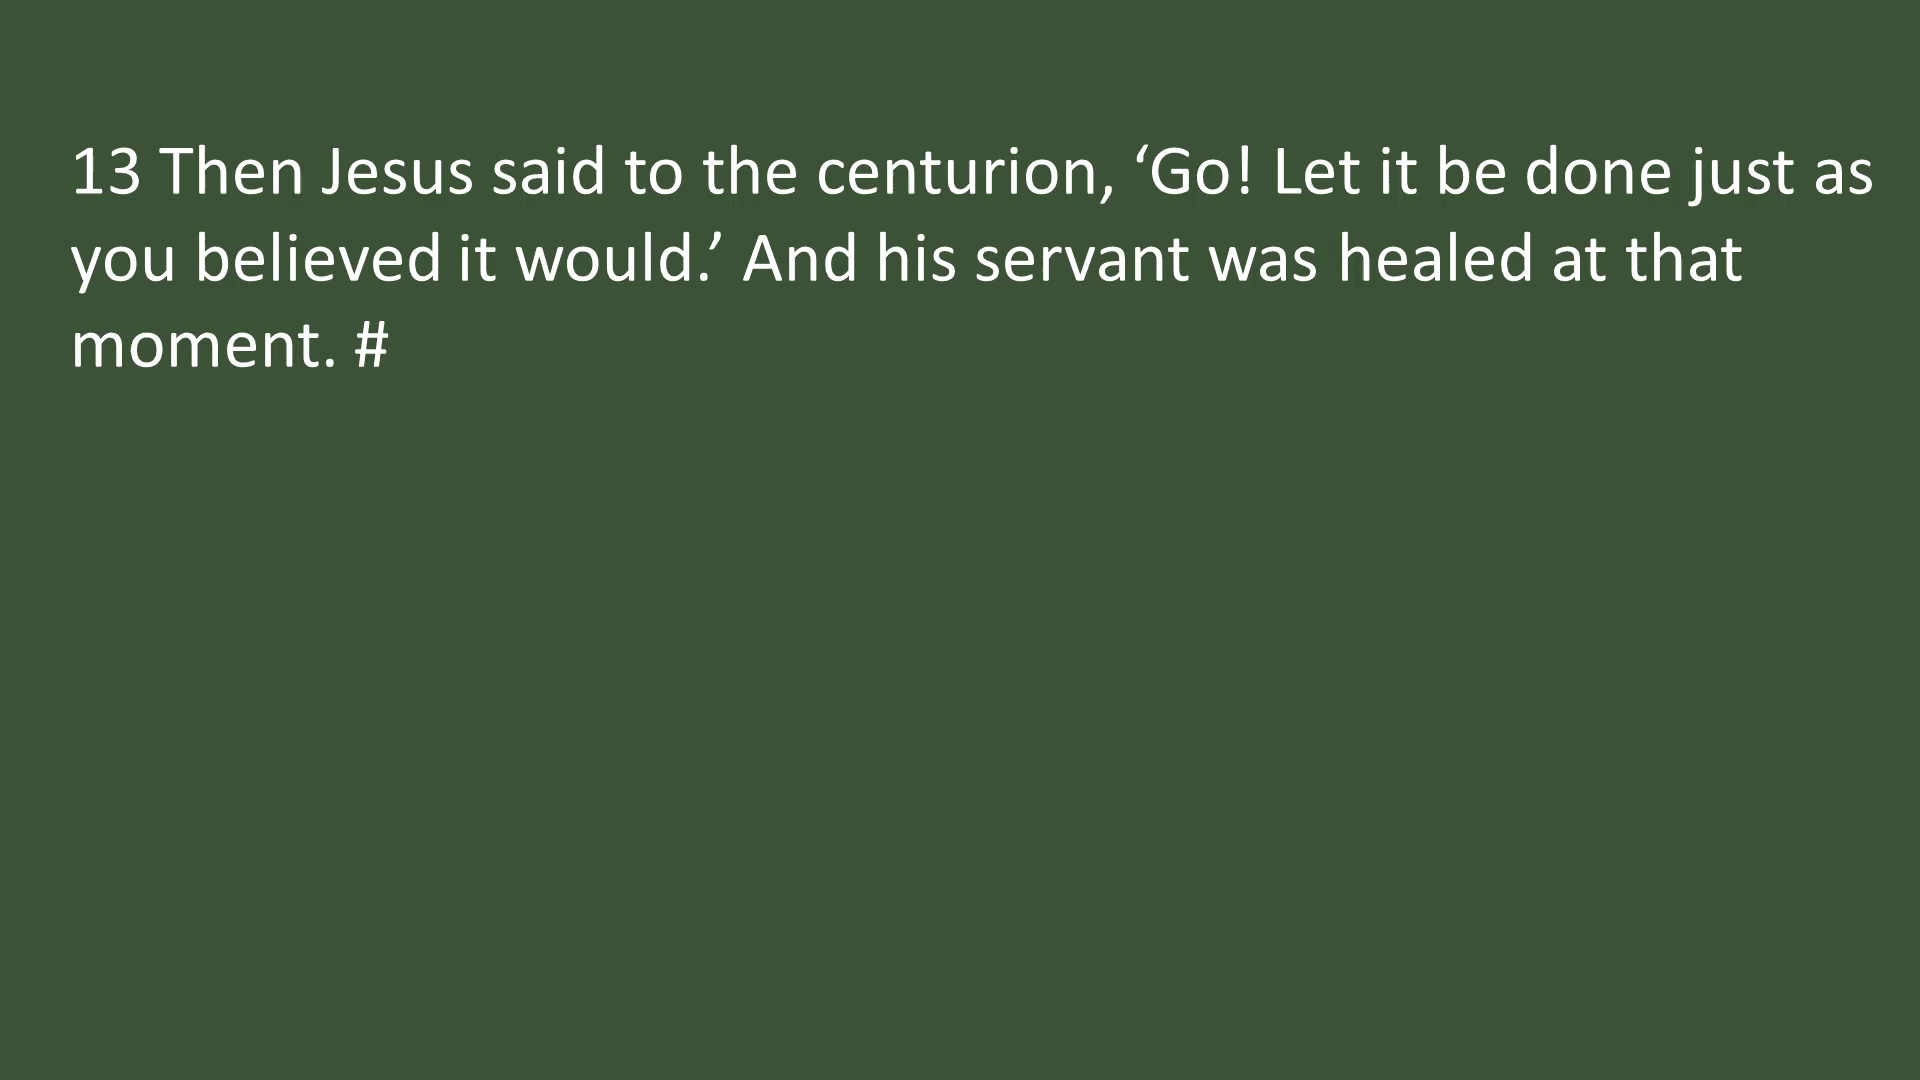 13 Then Jesus said to the centurion, ‘Go! Let it be done just as
you believed it would.’ And his servant was healed at that
moment. #